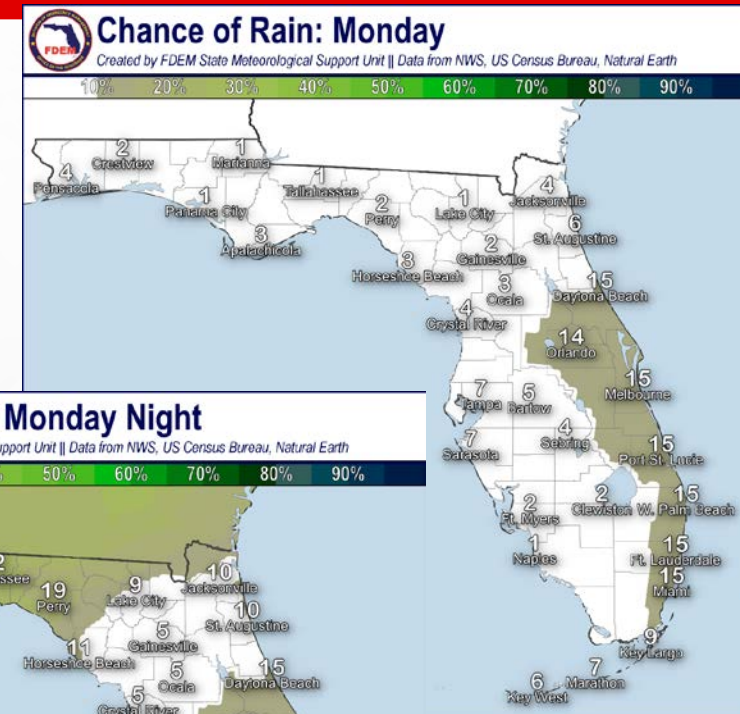 FDEM
Chance of Rain: Monday
Created by FDEM State Meteorological Support Unit || Data from NWS, US Census Bureau, Natural Earth
10% 20% 30% 40% 50% 60% 70% 80% 90%
2
Crestview
1
Marianna
4
Pensacola
1
Tallahassee
1
Panama City
2
Perry
1
Lake City
4
Jacksonville
3
Apalachicola
6
St. Augustine
2
Gainesville
3
Horseshoe Beach
3
Ocala
15
Daytona Beach
4
Crystal River
14
Orlando
15
Melbourne
7
Tampa
5
Bartow
7
Sarasota
4
Sebring
15
Port St. Lucie
2
Ft. Myers
2
Clewiston
15
W. Palm Beach
1
Naples
15
Ft. Lauderdale
15
Miami
9
Key Largo
7
Marathon
6
Key West
Monday Night
pport Unit || Data from NWS, US Census Bureau, Natural Earth
50% 60% 70% 80% 90%
ssee
19
Perry
9
Lake City
10
Jacksonville
10
St. Augustine
5
Gainesville
11
Horseshoe Beach
5
Ocala
15
Daytona Beach
5
Crystal River